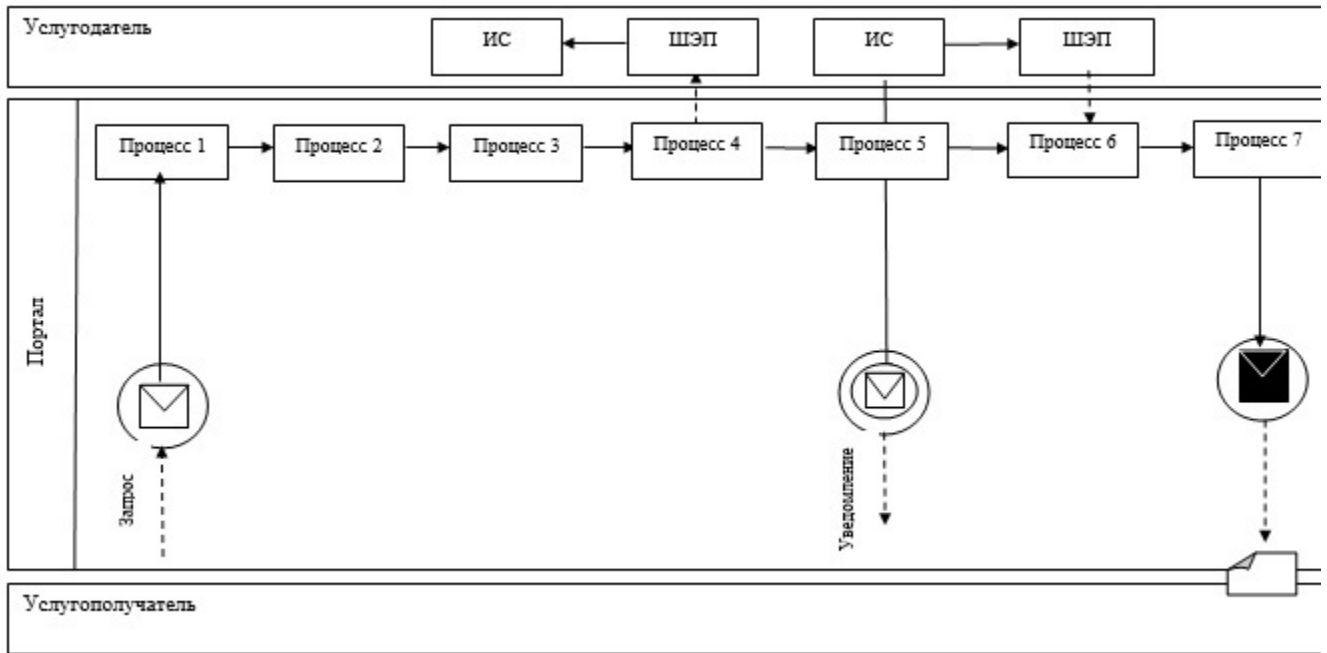 Услугодатель
ИС
ШЭП
ИС
ШЭП
Портал
Процесс 1
Процесс 2
Процесс 3
Процесс 4
Процесс 5
Процесс 6
Процесс 7
Запрос
Уведомление
Услугополучатель